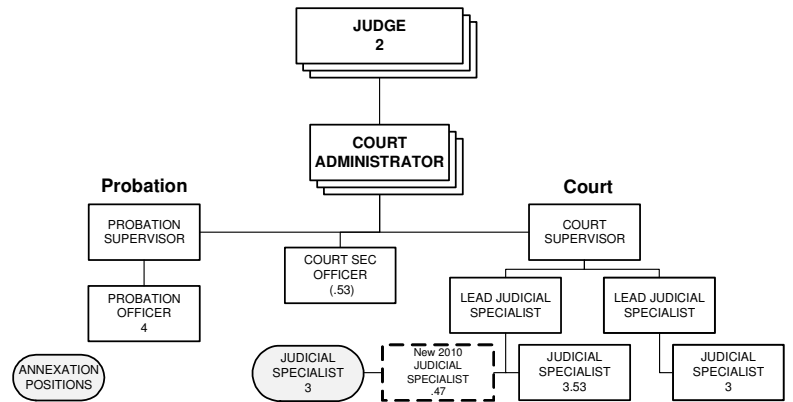 JUDGE
2
COURT
ADMINISTRATOR
Probation
Court
PROBATION
SUPERVISOR
COURT
SUPERVISOR
COURT SEC
OFFICER
(.53)
PROBATION
OFFICER
4
LEAD JUDICIAL
SPECIALIST
LEAD JUDICIAL
SPECIALIST
ANNEXATION
POSITIONS
JUDICIAL
SPECIALIST
3
New 2010
JUDICIAL
SPECIALIST
.47
JUDICIAL
SPECIALIST
3.53
JUDICIAL
SPECIALIST
3